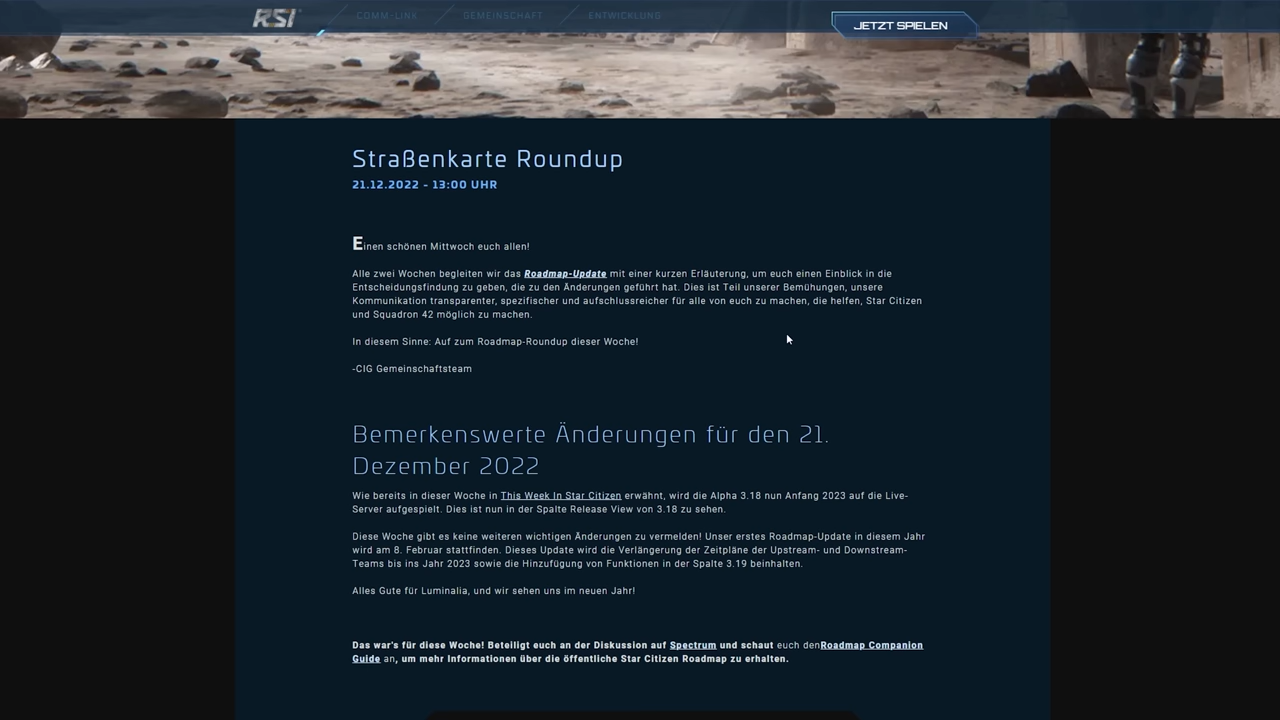 RSI COMM-LINK GEMEINSCHAFT ENTWICKLUNG JETZT SPIELEN
Straßenkarte Roundup
21.12.2022 - 13:00 UHR
Einen schönen Mittwoch euch allen!
Alle zwei Wochen begleiten wir das Roadmap-Update mit einer kurzen Erläuterung, um euch einen Einblick in die
Entscheidungsfindung zu geben, die zu den Änderungen geführt hat. Dies ist Teil unserer Bemühungen, unsere
Kommunikation transparenter, spezifischer und aufschlussreicher für alle von euch zu machen, die helfen, Star Citizen
und Squadron 42 möglich zu machen.
In diesem Sinne: Auf zum Roadmap-Roundup dieser Woche!
-CIG Gemeinschaftsteam
Bemerkenswerte Änderungen für den 21.
Dezember 2022
Wie bereits in dieser Woche in This Week In Star Citizen erwähnt, wird die Alpha 3.18 nun Anfang 2023 auf die Live-
Server aufgespielt. Dies ist nun in der Spalte Release View von 3.18 zu sehen.
Diese Woche gibt es keine weiteren wichtigen Änderungen zu vermelden! Unser erstes Roadmap-Update in diesem Jahr
wird am 8. Februar stattfinden. Dieses Update wird die Verlängerung der Zeitpläne der Upstream- und Downstream-
Teams bis ins Jahr 2023 sowie die Hinzufügung von Funktionen in der Spalte 3.19 beinhalten.
Alles Gute für Luminalia, und wir sehen uns im neuen Jahr!
Das war's für diese Woche! Beteiligt euch an der Diskussion auf Spectrum und schaut euch denRoadmap Companion
Guide an, um mehr Informationen über die öffentliche Star Citizen Roadmap zu erhalten.